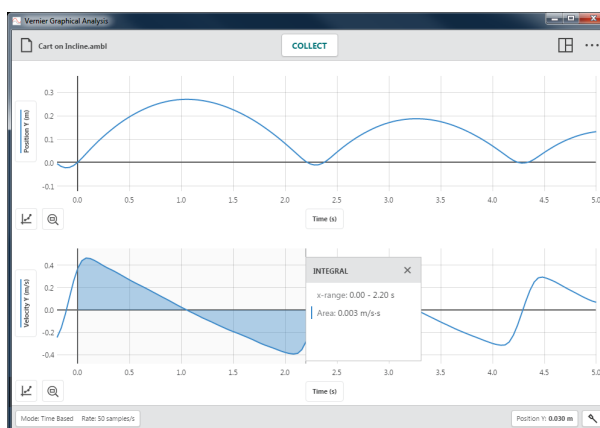 Vernier Graphical Analysis
Cart on Incline.ambl
COLLECT
Position Y (m)
0.3
0.2
0.1
0.0
-0.1
0.0 0.5 1.0 1.5 2.0 2.5 3.0 3.5 4.0 4.5 5.0
Time (s)
Velocity Y (m/s)
0.4
0.2
0.0
-0.2
-0.4
INTEGRAL
x-range: 0.00 - 2.20 s
Area: 0.003 m/s·s
0.0 0.5 1.0 1.5 2.0 2.5 3.0 3.5 4.0 4.5 5.0
Time (s)
Mode: Time Based Rate: 50 samples/s
Position Y: 0.030 m